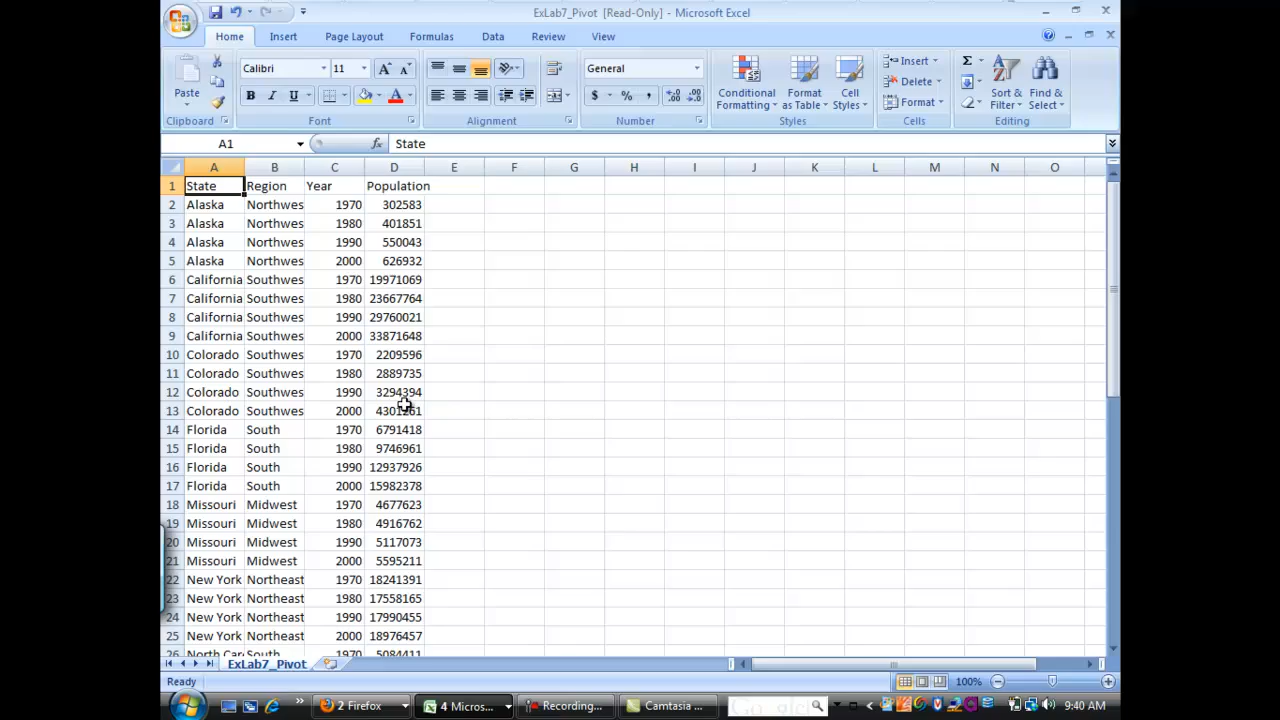 ExLab7_Pivot [Read-Only] - Microsoft Excel
Home Insert Page Layout Formulas Data Review View
Paste Calibri 11 General Conditional Formatting Format as Table Cell Styles Insert Delete Format Sort & Filter Find & Select
B I U $ % ,
Clipboard Font Alignment Number Styles Cells Editing
A1 fx State
A B C D E F G H I J K L M N O
1 State Region Year Population
2 Alaska Northwes 1970 302583
3 Alaska Northwes 1980 401851
4 Alaska Northwes 1990 550043
5 Alaska Northwes 2000 626932
6 California Southwes 1970 19971069
7 California Southwes 1980 23667764
8 California Southwes 1990 29760021
9 California Southwes 2000 33871648
10 Colorado Southwes 1970 2209596
11 Colorado Southwes 1980 2889735
12 Colorado Southwes 1990 3294394
13 Colorado Southwes 2000
14 Florida South 1970 6791418
15 Florida South 1980 9746961
16 Florida South 1990 12937926
17 Florida South 2000 15982378
18 Missouri Midwest 1970 4677623
19 Missouri Midwest 1980 4916762
20 Missouri Midwest 1990 5117073
21 Missouri Midwest 2000 5595211
22 New York Northeast 1970 18241391
23 New York Northeast 1980 17558165
24 New York Northeast 1990 17990455
25 New York Northeast 2000 18976457
26 North Car South 1970 5084411
ExLab7_Pivot
Ready 100%
2 Firefox 4 Micros... Recording... Camtasia ... 9:40 AM